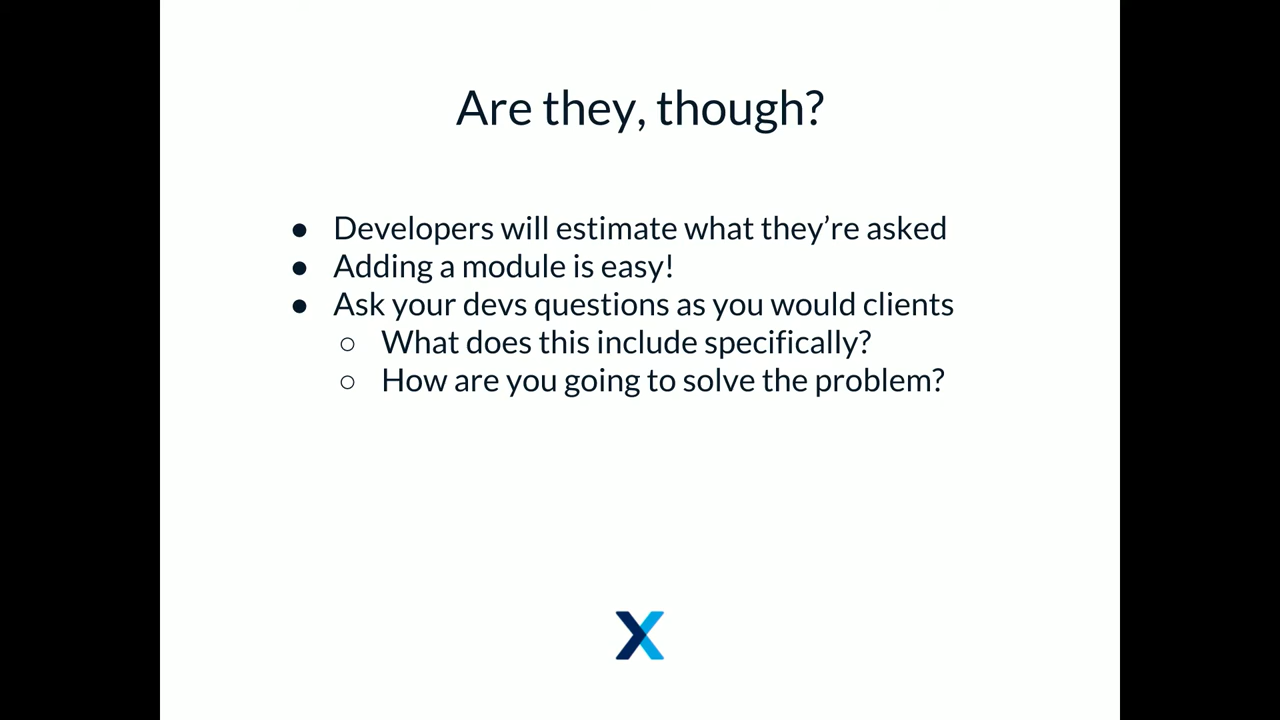 Are they, though?
● Developers will estimate what they’re asked
● Adding a module is easy!
● Ask your devs questions as you would clients
○ What does this include specifically?
○ How are you going to solve the problem?